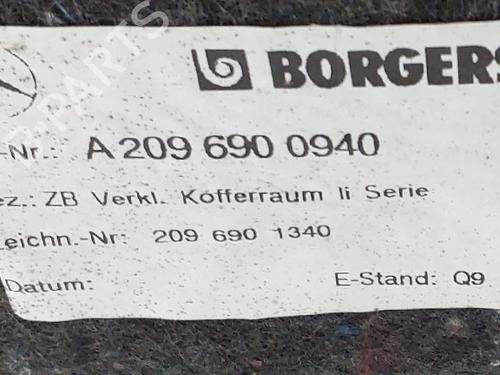 BORGERS
-Nr.: A 209 690 0940
ez.: ZB Verkl. Kofferraum li Serie
eichn.-Nr: 209 690 1340
Datum: E-Stand: Q9